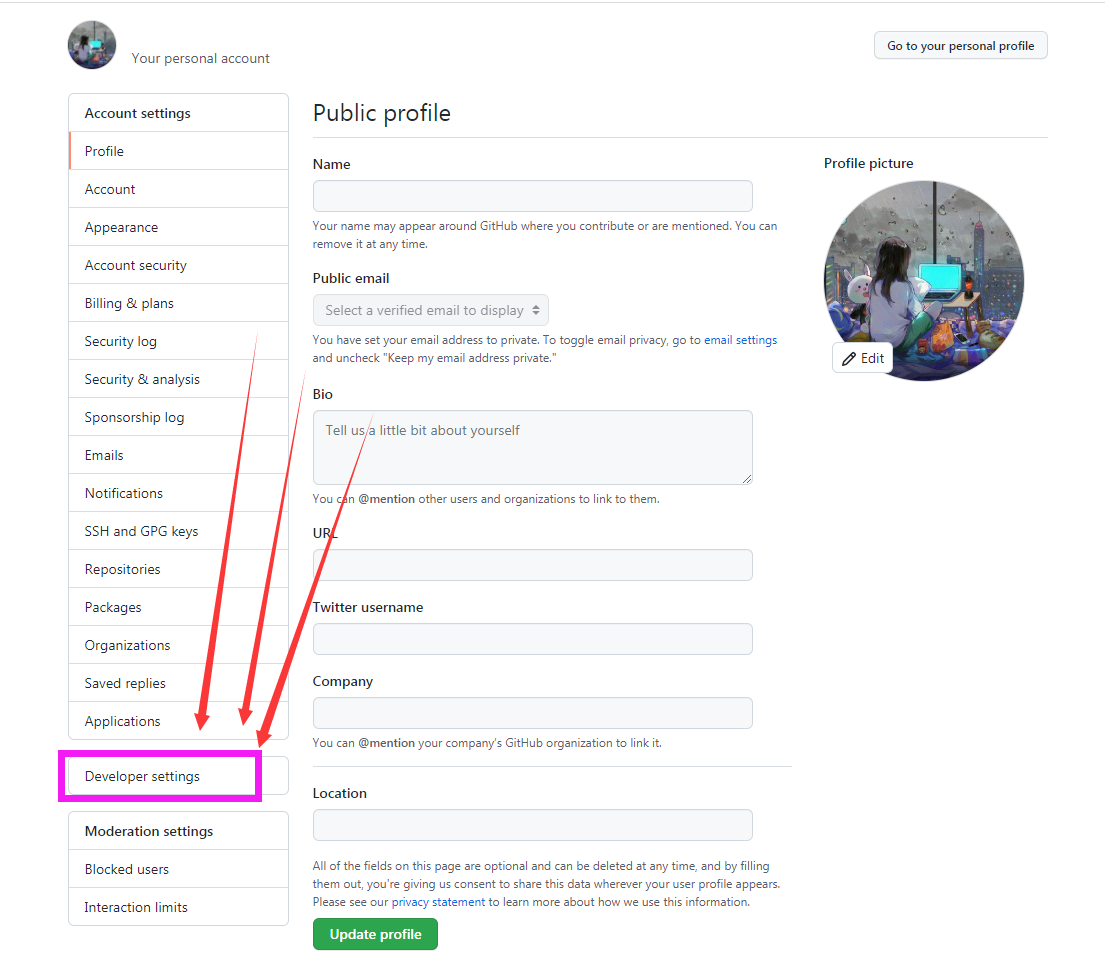 Your personal account
Go to your personal profile
Account settings
Profile
Account
Appearance
Account security
Billing & plans
Security log
Security & analysis
Sponsorship log
Emails
Notifications
SSH and GPG keys
Repositories
Packages
Organizations
Saved replies
Applications
Developer settings
Moderation settings
Blocked users
Interaction limits
Public profile
Name
Your name may appear around GitHub where you contribute or are mentioned. You can
remove it at any time.
Public email
Select a verified email to display
You have set your email address to private. To toggle email privacy, go to email settings
and uncheck "Keep my email address private."
Bio
Tell us a little bit about yourself
You can @mention other users and organizations to link to them.
URL
Twitter username
Company
You can @mention your company's GitHub organization to link it.
Location
All of the fields on this page are optional and can be deleted at any time, and by filling
them out, you're giving us consent to share this data wherever your user profile appears.
Please see our privacy statement to learn more about how we use this information.
Update profile
Profile picture
Edit